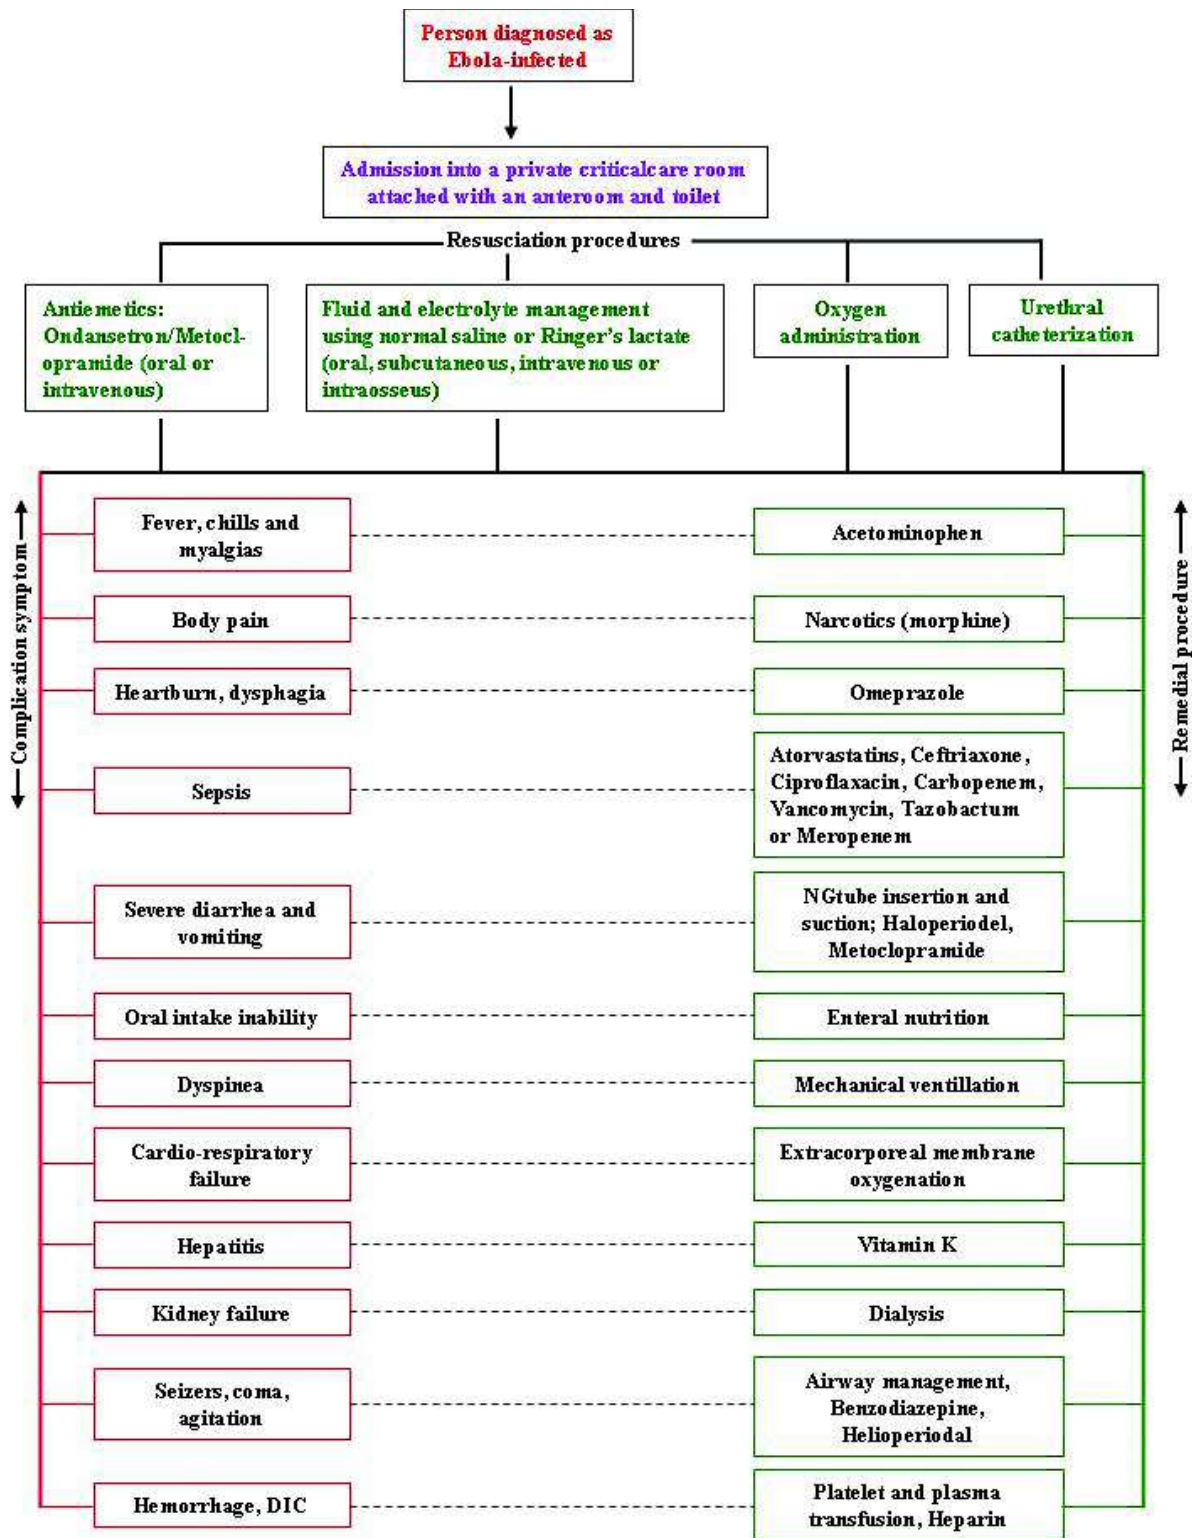 Person diagnosed as
Ebola-infected
Admission into a private criticalcare room
attached with an anteroom and toilet
Resusciation procedures
Antiemetics:
Ondansetron/Metocl-
opramide (oral or
intravenous)
Fluid and electrolyte management
using normal saline or Ringer's lactate
(oral, subcutaneous, intravenous or
intraosseus)
Oxygen
administration
Urethral
catheterization
Complication symptom
Remedial procedure
Fever, chills and
myalgias
Acetominophen
Body pain
Narcotics (morphine)
Heartburn, dysphagia
Omeprazole
Sepsis
Atorvastatins, Ceftriaxone,
Ciproflaxacin, Carbopenem,
Vancomycin, Tazobactum
or Meropenem
Severe diarrhea and
vomiting
NGtube insertion and
suction; Haloperiodel,
Metoclopramide
Oral intake inability
Enteral nutrition
Dyspinea
Mechanical ventillation
Cardio-respiratory
failure
Extracorporeal membrane
oxygenation
Hepatitis
Vitamin K
Kidney failure
Dialysis
Seizers, coma,
agitation
Airway management,
Benzodiazepine,
Helioperiodal
Hemorrhage, DIC
Platelet and plasma
transfusion, Heparin